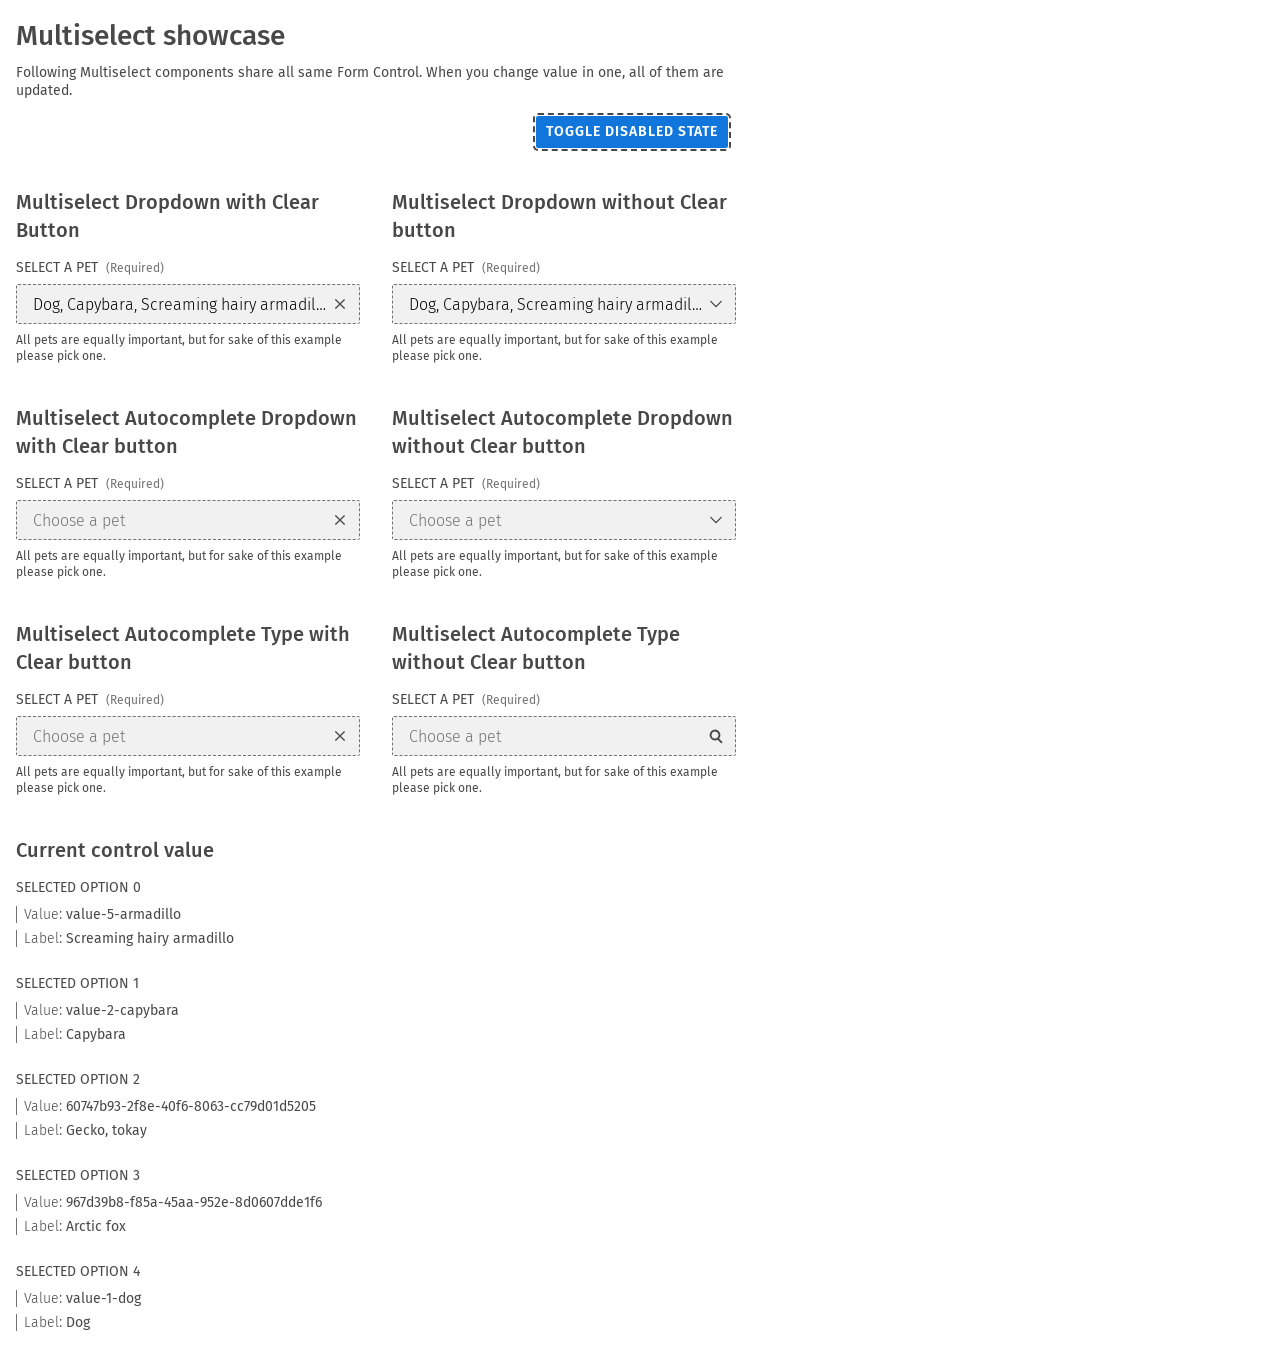 Multiselect showcase
Following Multiselect components share all same Form Control. When you change value in one, all of them are
updated.
TOGGLE DISABLED STATE
Multiselect Dropdown with Clear
Button
SELECT A PET (Required)
Dog, Capybara, Screaming hairy armadil...
All pets are equally important, but for sake of this example
please pick one.
Multiselect Dropdown without Clear
button
SELECT A PET (Required)
Dog, Capybara, Screaming hairy armadil...
All pets are equally important, but for sake of this example
please pick one.
Multiselect Autocomplete Dropdown
with Clear button
SELECT A PET (Required)
Choose a pet
All pets are equally important, but for sake of this example
please pick one.
Multiselect Autocomplete Dropdown
without Clear button
SELECT A PET (Required)
Choose a pet
All pets are equally important, but for sake of this example
please pick one.
Multiselect Autocomplete Type with
Clear button
SELECT A PET (Required)
Choose a pet
All pets are equally important, but for sake of this example
please pick one.
Multiselect Autocomplete Type
without Clear button
SELECT A PET (Required)
Choose a pet
All pets are equally important, but for sake of this example
please pick one.
Current control value
SELECTED OPTION 0
Value: value-5-armadillo
Label: Screaming hairy armadillo
SELECTED OPTION 1
Value: value-2-capybara
Label: Capybara
SELECTED OPTION 2
Value: 60747b93-2f8e-40f6-8063-cc79d01d5205
Label: Gecko, tokay
SELECTED OPTION 3
Value: 967d39b8-f85a-45aa-952e-8d0607dde1f6
Label: Arctic fox
SELECTED OPTION 4
Value: value-1-dog
Label: Dog